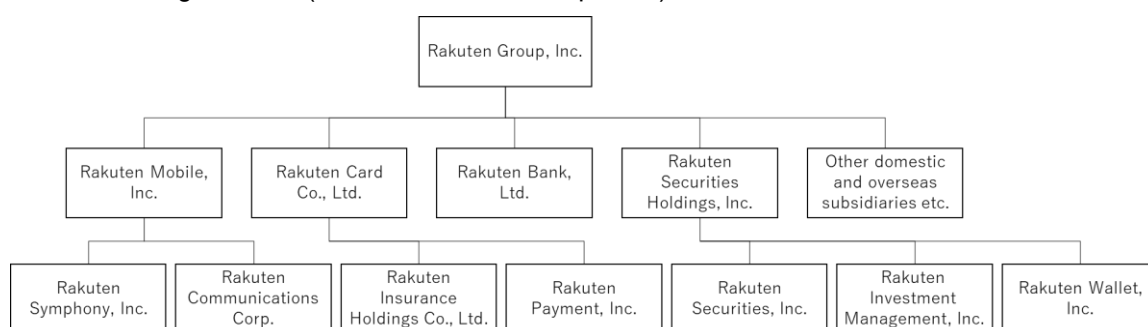 Rakuten Group, Inc.
Rakuten Mobile,
Inc.
Rakuten Card
Co., Ltd.
Rakuten Bank,
Ltd.
Rakuten
Securities
Holdings, Inc.
Other domestic
and overseas
subsidiaries etc.
Rakuten
Symphony, Inc.
Rakuten
Communications
Corp.
Rakuten
Insurance
Holdings Co., Ltd.
Rakuten
Payment, Inc.
Rakuten
Securities, Inc.
Rakuten
Investment
Management, Inc.
Rakuten Wallet,
Inc.